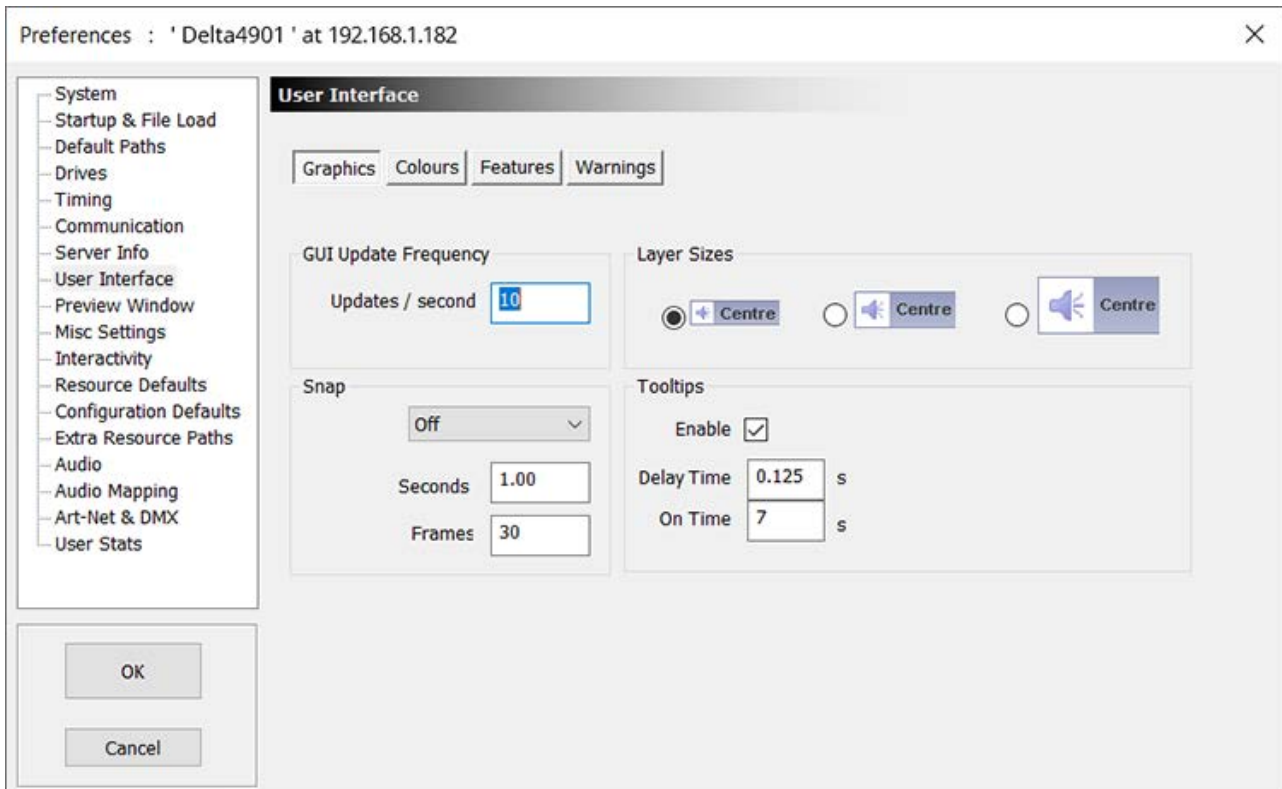 Preferences : ' Delta4901 ' at 192.168.1.182
System
Startup & File Load
Default Paths
Drives
Timing
Communication
Server Info
User Interface
Preview Window
Misc Settings
Interactivity
Resource Defaults
Configuration Defaults
Extra Resource Paths
Audio
Audio Mapping
Art-Net & DMX
User Stats
OK
Cancel
User Interface
Graphics Colours Features Warnings
GUI Update Frequency
Updates / second 10
Layer Sizes
Centre Centre Centre
Snap
Off
Seconds 1.00
Frames 30
Tooltips
Enable
Delay Time 0.125 s
On Time 7 s